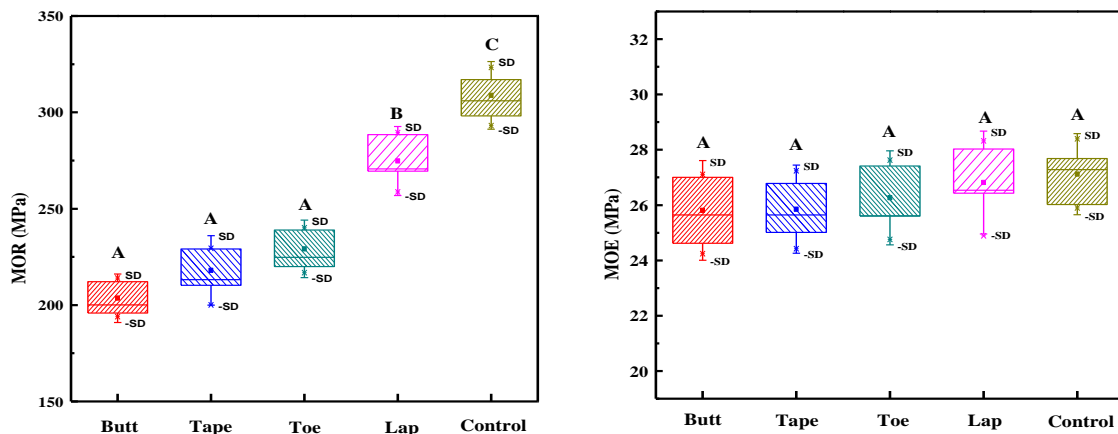 350
300
250
200
150
MOR (MPa)
A
A
A
B
C
SD
-SD
SD
-SD
SD
-SD
SD
-SD
SD
-SD
Butt
Tape
Toe
Lap
Control
32
30
28
26
24
22
20
MOE (MPa)
A
A
A
A
A
SD
-SD
SD
-SD
SD
-SD
SD
-SD
SD
-SD
Butt
Tape
Toe
Lap
Control